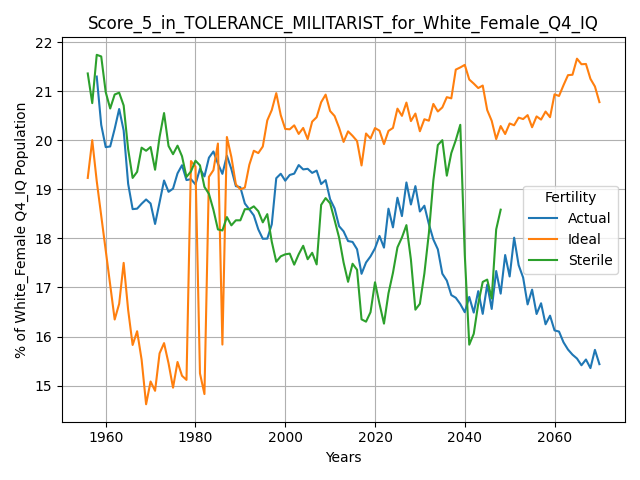 Score_5_in_TOLERANCE_MILITARIST_for_White_Female_Q4_IQ
% of White_Female Q4_IQ Population
22
21
20
19
18
17
16
15
Fertility
Actual
Ideal
Sterile
1960
1980
2000
2020
2040
2060
Years